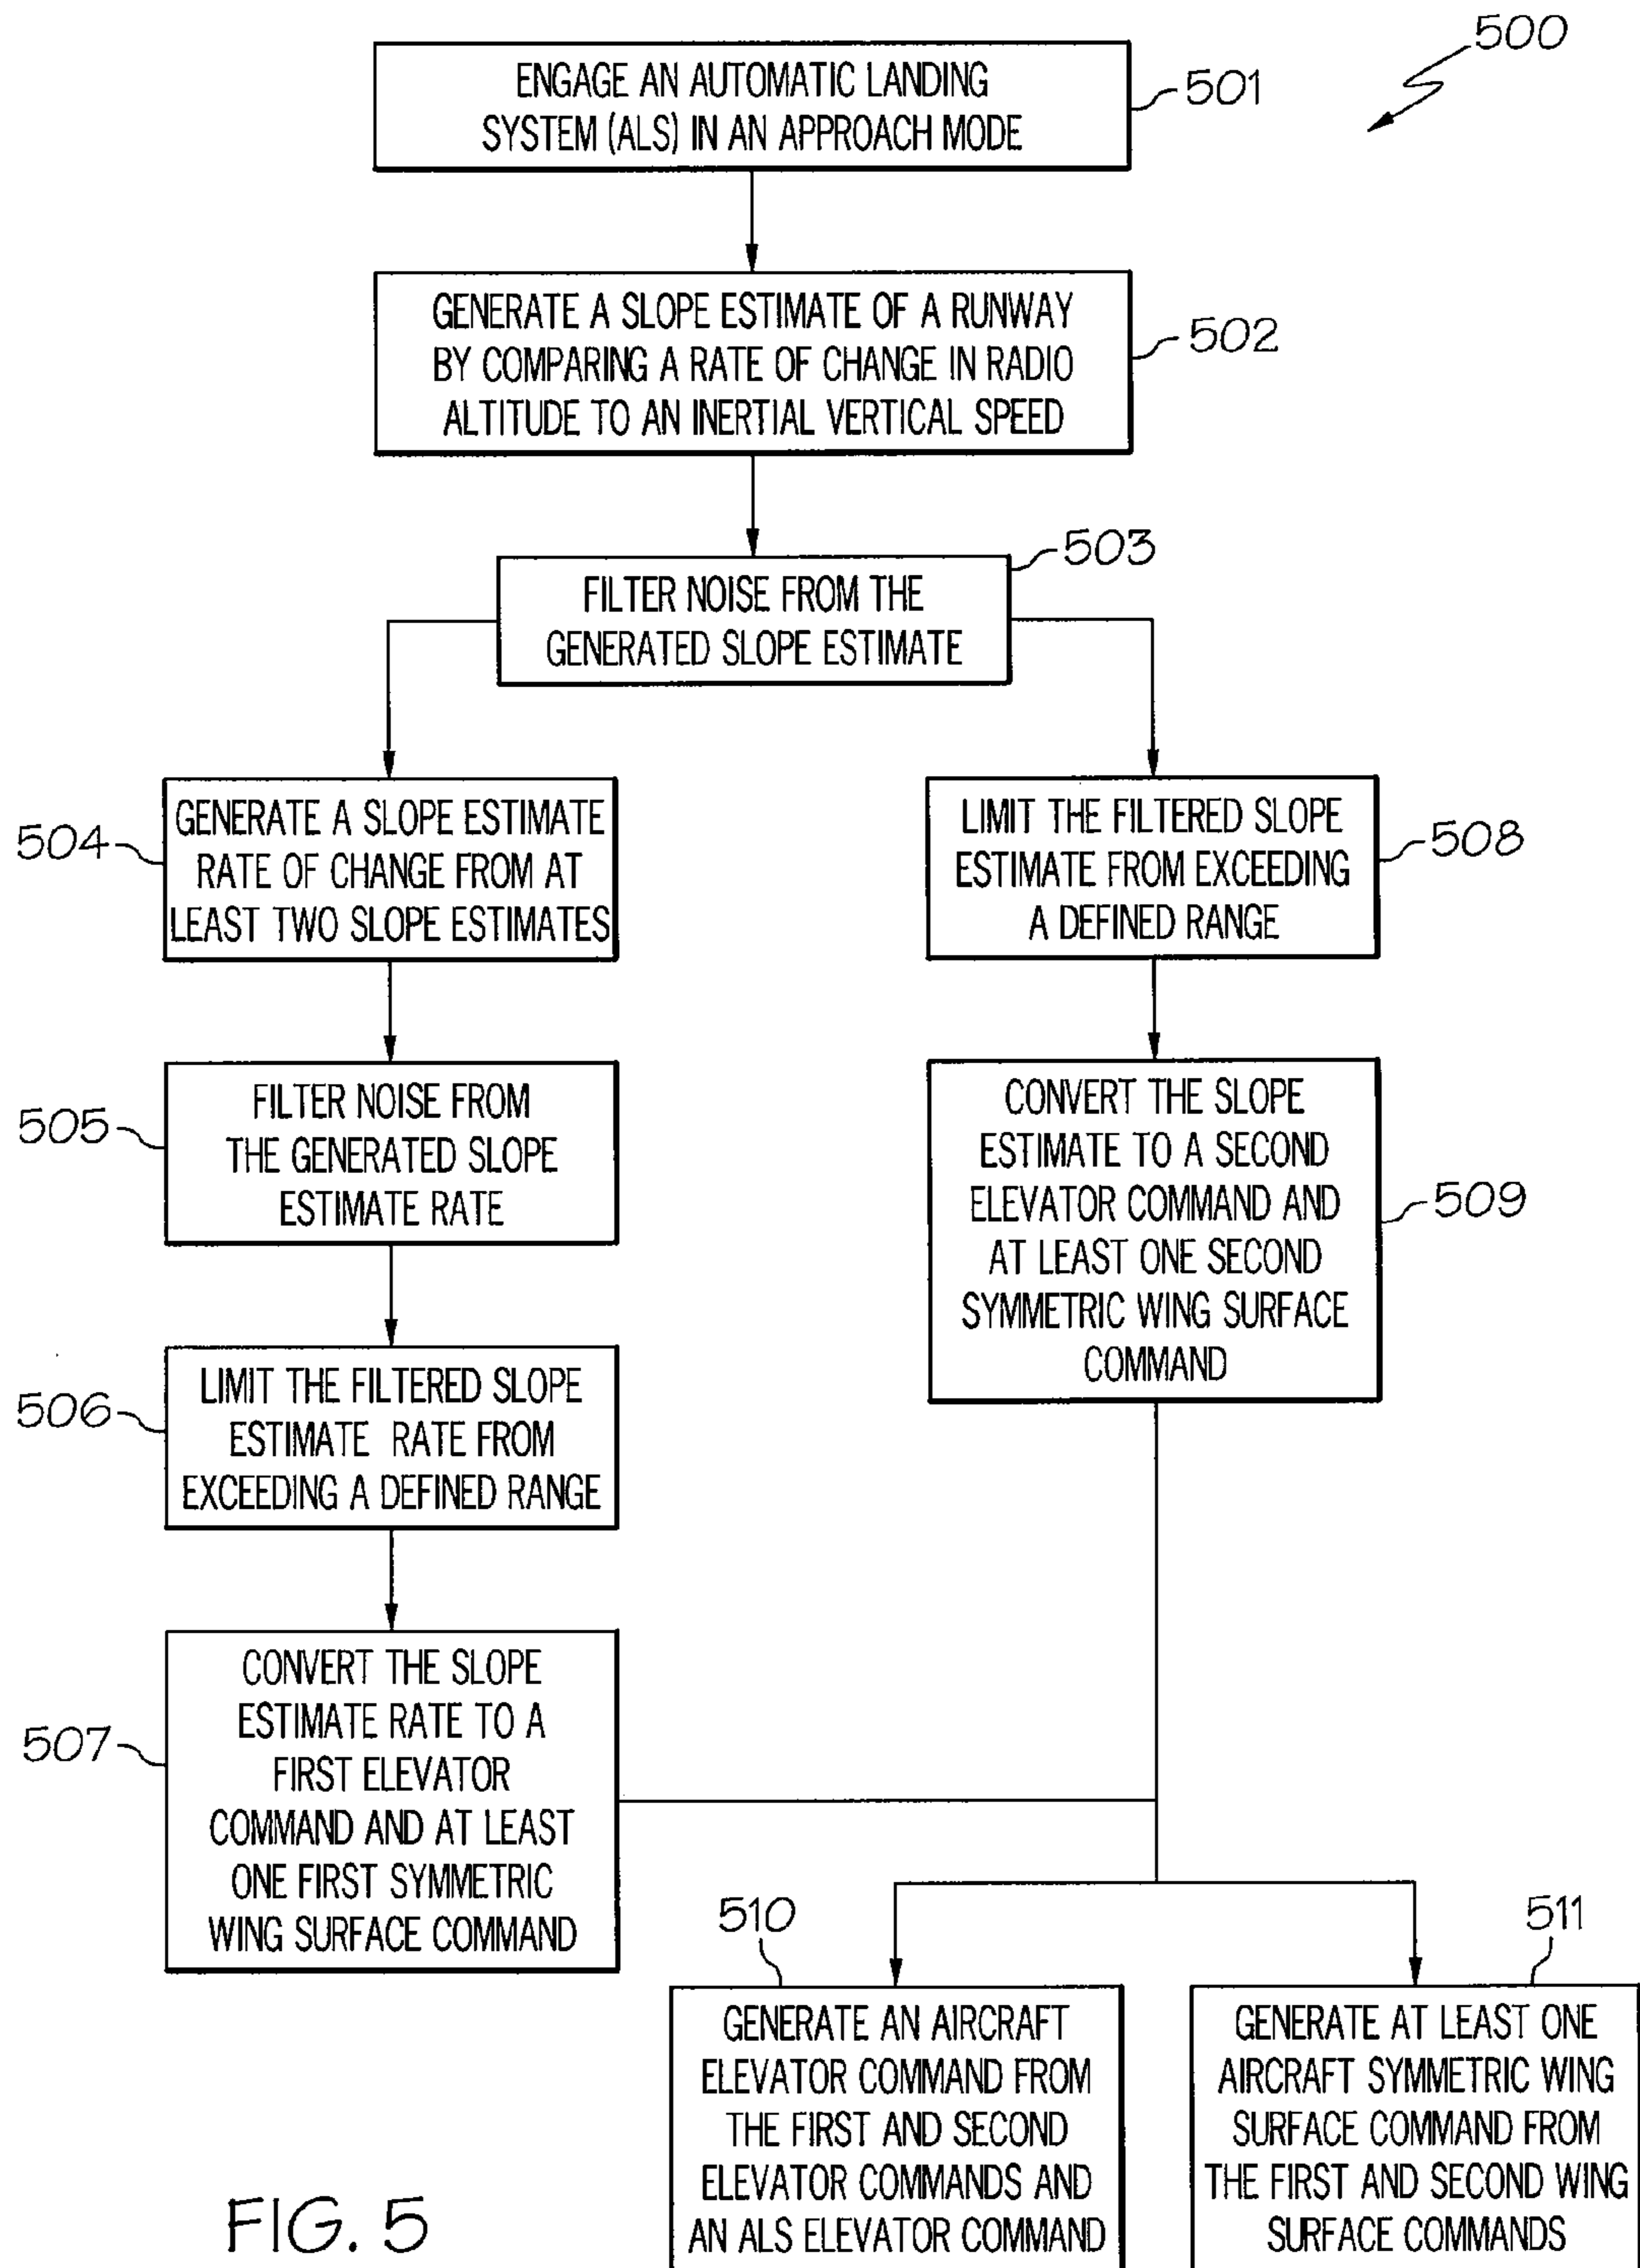 500
ENGAGE AN AUTOMATIC LANDING
SYSTEM (ALS) IN AN APPROACH MODE
501
GENERATE A SLOPE ESTIMATE OF A RUNWAY
BY COMPARING A RATE OF CHANGE IN RADIO
ALTITUDE TO AN INERTIAL VERTICAL SPEED
502
503
FILTER NOISE FROM THE
GENERATED SLOPE ESTIMATE
504
GENERATE A SLOPE ESTIMATE
RATE OF CHANGE FROM AT
LEAST TWO SLOPE ESTIMATES
505
FILTER NOISE FROM
THE GENERATED SLOPE
ESTIMATE RATE
506
LIMIT THE FILTERED SLOPE
ESTIMATE RATE FROM
EXCEEDING A DEFINED RANGE
507
CONVERT THE SLOPE
ESTIMATE RATE TO A
FIRST ELEVATOR
COMMAND AND AT LEAST
ONE FIRST SYMMETRIC
WING SURFACE COMMAND
LIMIT THE FILTERED SLOPE
ESTIMATE FROM EXCEEDING
A DEFINED RANGE
508
CONVERT THE SLOPE
ESTIMATE TO A SECOND
ELEVATOR COMMAND AND
AT LEAST ONE SECOND
SYMMETRIC WING SURFACE
COMMAND
509
510
GENERATE AN AIRCRAFT
ELEVATOR COMMAND FROM
THE FIRST AND SECOND
ELEVATOR COMMANDS AND
AN ALS ELEVATOR COMMAND
511
GENERATE AT LEAST ONE
AIRCRAFT SYMMETRIC WING
SURFACE COMMAND FROM
THE FIRST AND SECOND WING
SURFACE COMMANDS
FIG. 5